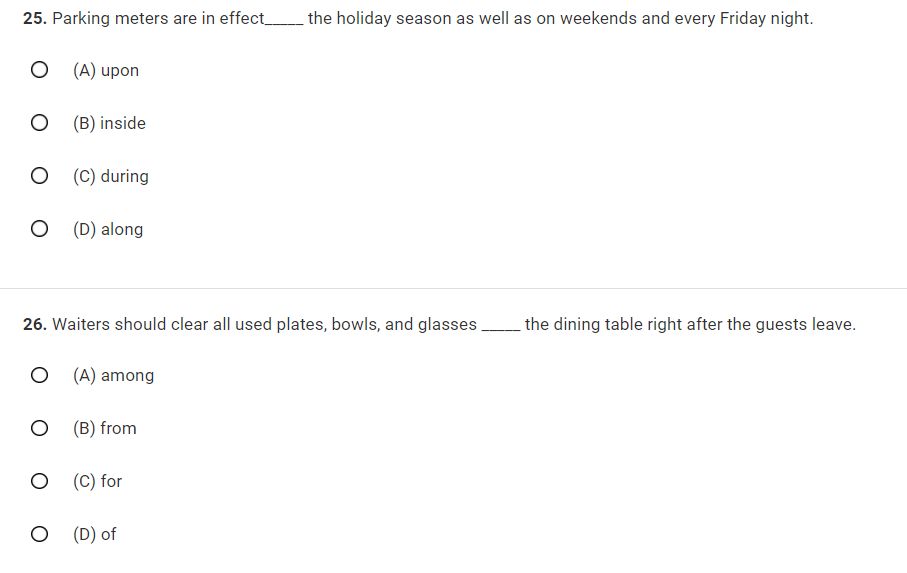 25. Parking meters are in effect_____ the holiday season as well as on weekends and every Friday night.
(A) upon
(B) inside
(C) during
(D) along
26. Waiters should clear all used plates, bowls, and glasses _____ the dining table right after the guests leave.
(A) among
(B) from
(C) for
(D) of